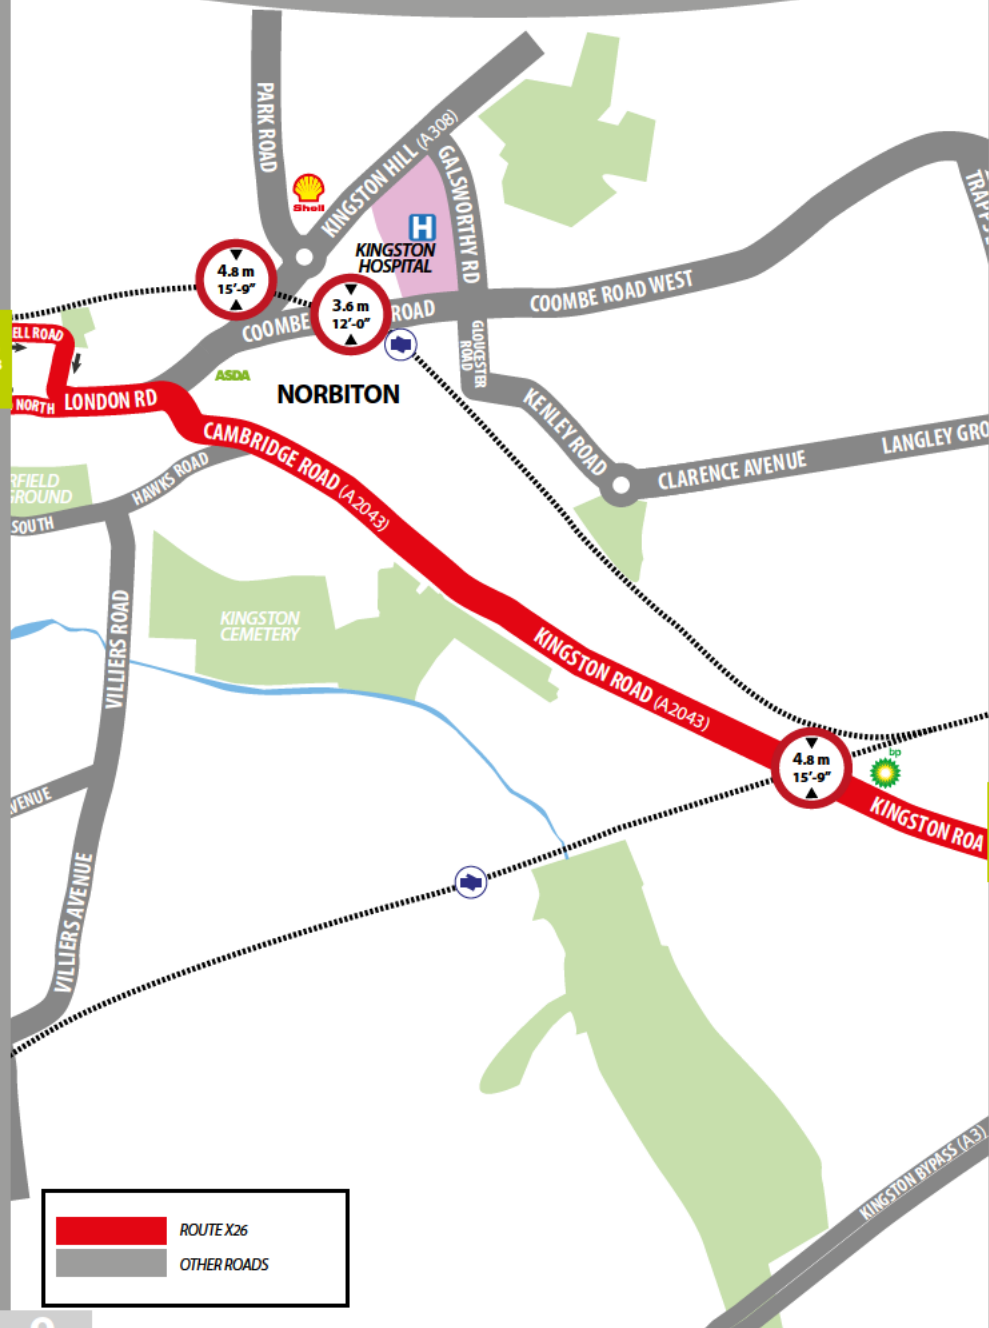 PARK ROAD
KINGSTON HILL (A308)
GALSWORTHY RD
Shell
H
KINGSTON
HOSPITAL
TRAPS L
4.8 m
15'-9"
3.6 m
12'-0"
COOMBE ROAD
COOMBE ROAD WEST
GLOUCESTER
ROAD
ELL ROAD
ASDA
NORBITON
NORTH
LONDON RD
CAMBRIDGE ROAD (A2043)
KENLEY ROAD
CLARENCE AVENUE
LANGLEY GRO
HAWKS ROAD
RFIELD
GROUND
SOUTH
VILLIERS ROAD
KINGSTON
CEMETERY
KINGSTON ROAD (A2043)
4.8 m
15'-9"
bp
KINGSTON ROA
VENUE
VILLIERS AVENUE
KINGSTON BYPASS (A3)
ROUTE X26
OTHER ROADS